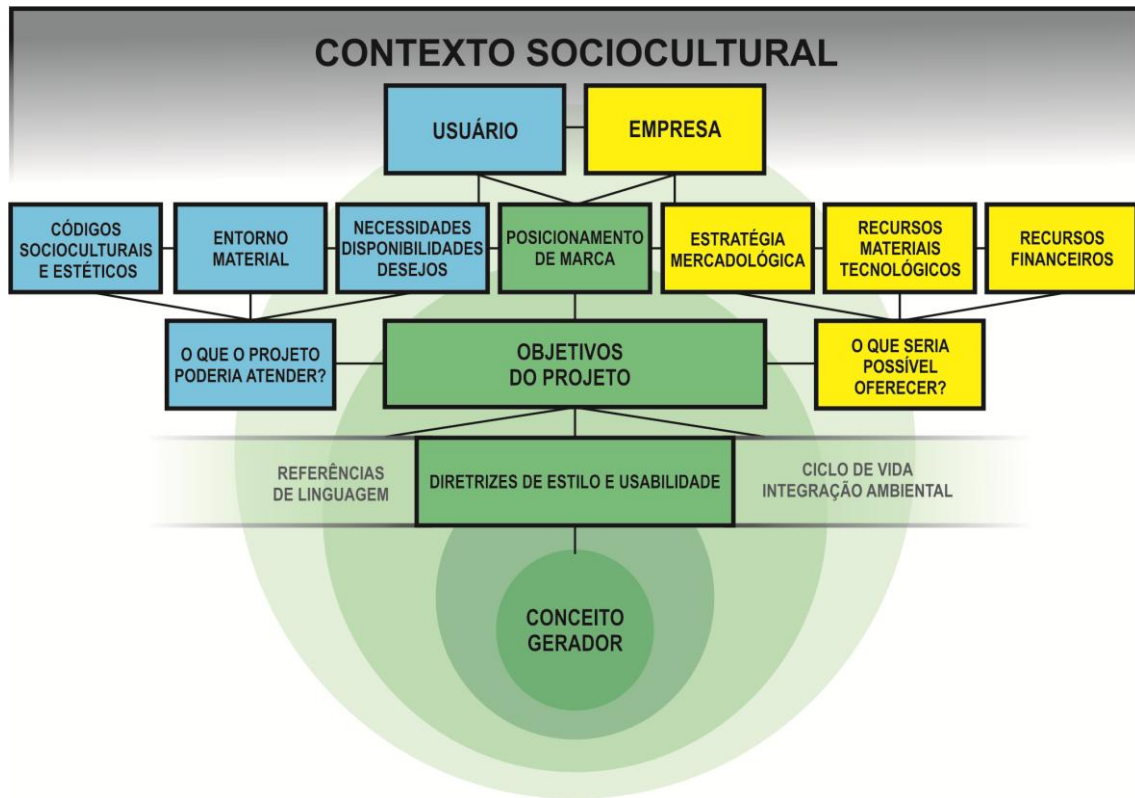 CONTEXTO SOCIOCULTURAL
USUÁRIO
EMPRESA
CÓDIGOS
SOCIOCULTURAIS
E ESTÉTICOS
ENTORNO
MATERIAL
NECESSIDADES
DISPONIBILIDADES
DESEJOS
POSICIONAMENTO
DE MARCA
ESTRATÉGIA
MERCADOLÓGICA
RECURSOS
MATERIAIS
TECNOLÓGICOS
RECURSOS
FINANCEIROS
O QUE O PROJETO
PODERIA ATENDER?
OBJETIVOS
DO PROJETO
O QUE SERIA
POSSÍVEL
OFERECER?
REFERÊNCIAS
DE LINGUAGEM
DIRETRIZES DE ESTILO E USABILIDADE
CICLO DE VIDA
INTEGRAÇÃO AMBIENTAL
CONCEITO
GERADOR